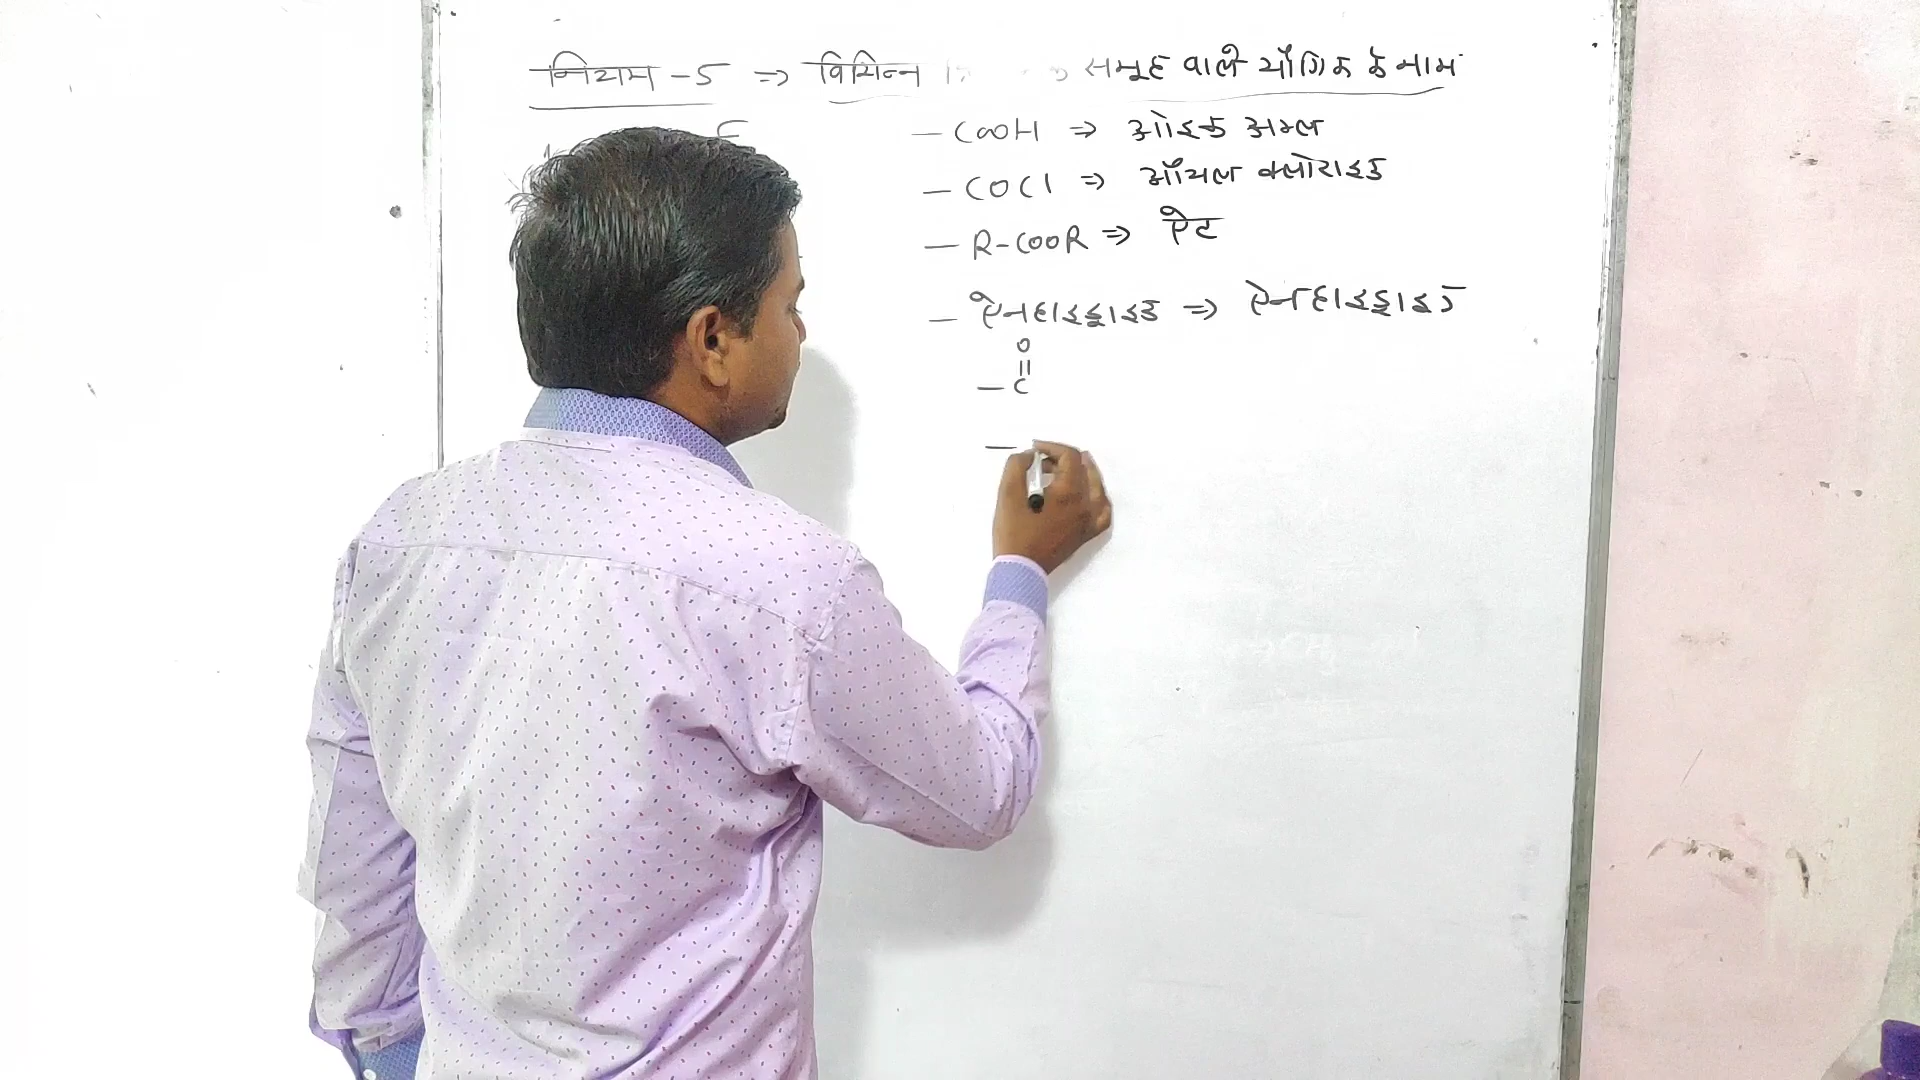 नियम - 5 ⇒ विभिन्न समूह वाले यौगिक के नाम
— COOH ⇒ ओइक अम्ल
— COCl ⇒ ऑयल क्लोराइड
— R-COOR ⇒ ऐट
— ऐनहाइड्राइड ⇒ ऐनहाइड्राइड
O
||
— C
—